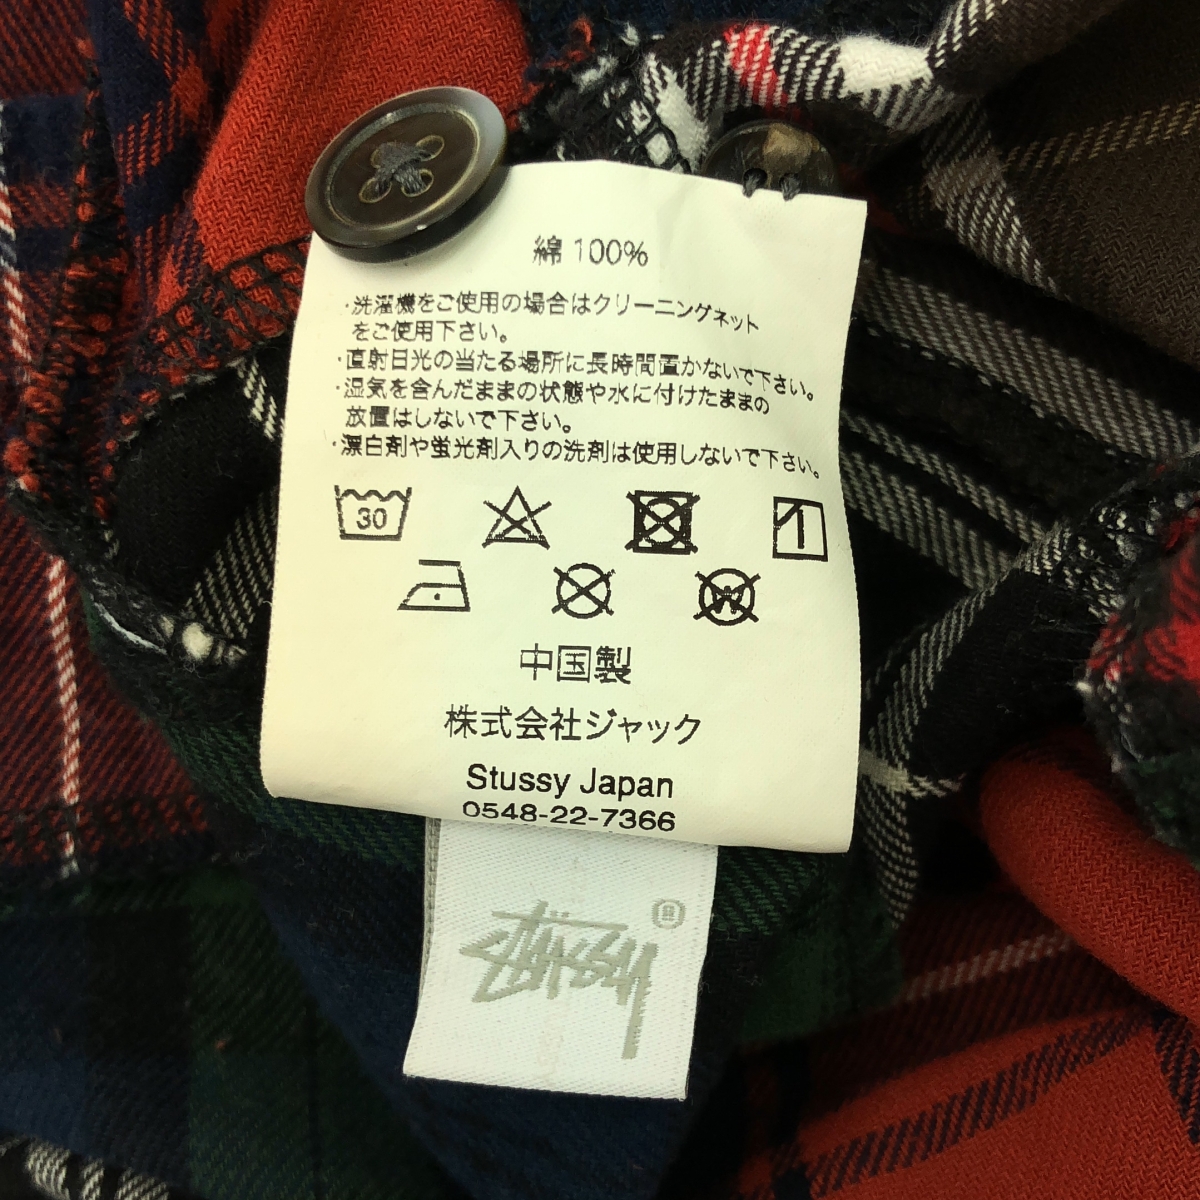 綿 100%
・洗濯機をご使用の場合はクリーニングネット
をご使用下さい。
・直射日光の当たる場所に長時間置かないで下さい。
・湿気を含んだままの状態や水に付けたままの
放置はしないで下さい。
・漂白剤や蛍光剤入りの洗剤は使用しないで下さい。
30
W
中国製
株式会社ジャック
Stussy Japan
0548-22-7366
Stüssy ®